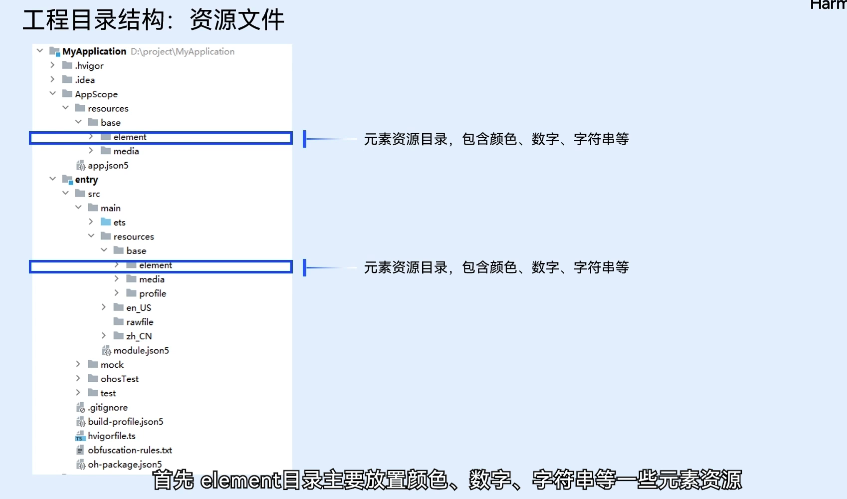 Harm
工程目录结构：资源文件
MyApplication D:\project\MyApplication
.hvigor
.idea
AppScope
resources
base
element
元素资源目录，包含颜色、数字、字符串等
media
app.json5
entry
src
main
ets
resources
base
element
元素资源目录，包含颜色、数字、字符串等
media
profile
en_US
rawfile
zh_CN
module.json5
mock
ohosTest
test
.gitignore
build-profile.json5
hvigorfile.ts
obfuscation-rules.txt
oh-package.json5
首先 element目录主要放置颜色、数字、字符串等一些元素资源